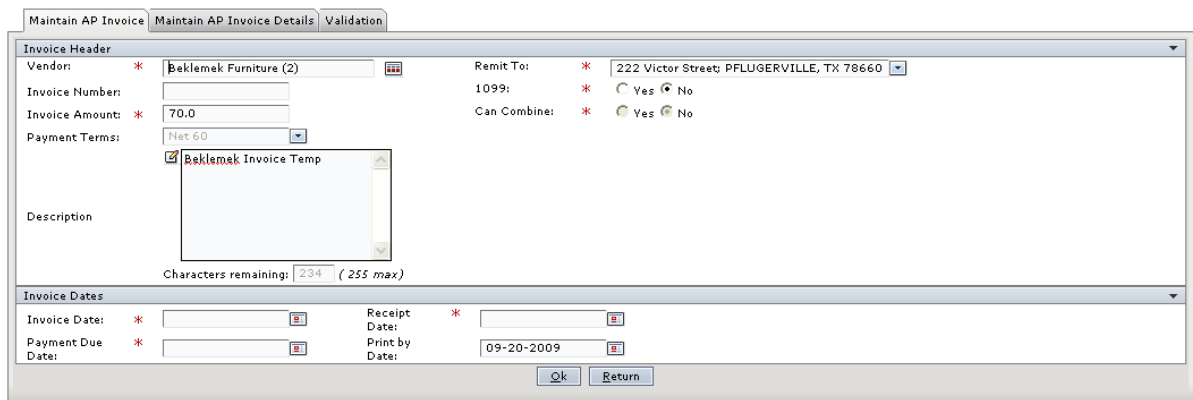 Maintain AP Invoice Maintain AP Invoice Details Validation
Invoice Header
Vendor: * Beklemek Furniture (2) Remit To: * 222 Victor Street; PFLUGERVILLE, TX 78660
Invoice Number: 1099: * Yes No
Invoice Amount: * 70.0 Can Combine: * Yes No
Payment Terms: Net 60
Beklemek Invoice Temp
Description
Characters remaining: 234 (255 max)
Invoice Dates
Invoice Date: * Receipt Date: *
Payment Due Date: * Print by Date: 09-20-2009
Ok Return